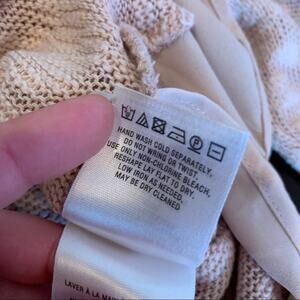 HAND WASH COLD SEPARATELY.
DO NOT WRING OR TWIST.
USE ONLY NON-CHLORINE BLEACH.
RESHAPE LAY FLAT TO DRY.
LOW IRON AS NEEDED.
MAY BE DRY CLEANED
LAVER À LA MAIN